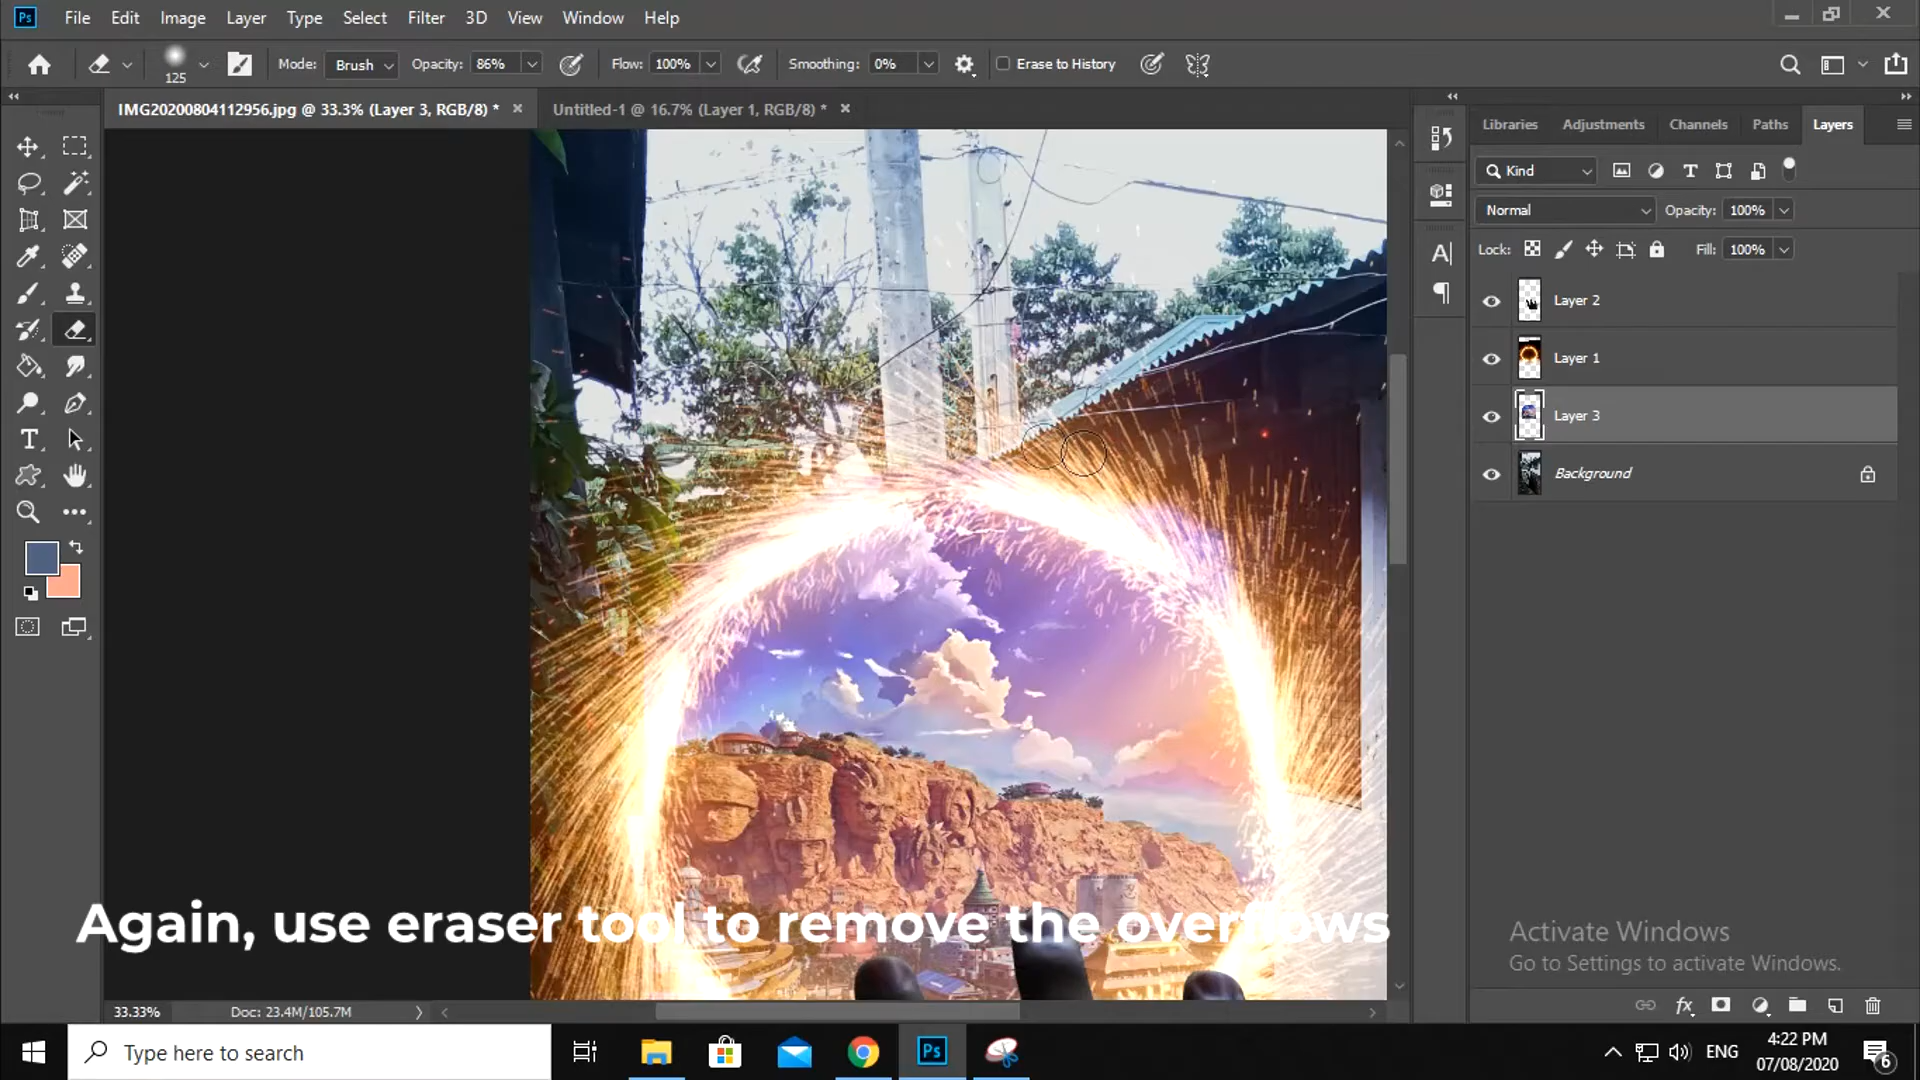 Ps File Edit Image Layer Type Select Filter 3D View Window Help
125 Mode: Brush Opacity: 86% Flow: 100% Smoothing: 0% Erase to History
IMG20200804112956.jpg @ 33.3% (Layer 3, RGB/8) * Untitled-1 @ 16.7% (Layer 1, RGB/8) *
Libraries Adjustments Channels Paths Layers
Kind
Normal Opacity: 100%
Lock: Fill: 100%
Layer 2
Layer 1
Layer 3
Background
Again, use eraser tool to remove the overflows
Activate Windows
Go to Settings to activate Windows.
33.33% Doc: 23.4M/105.7M
Type here to search
Ps
ENG
4:22 PM
07/08/2020
6